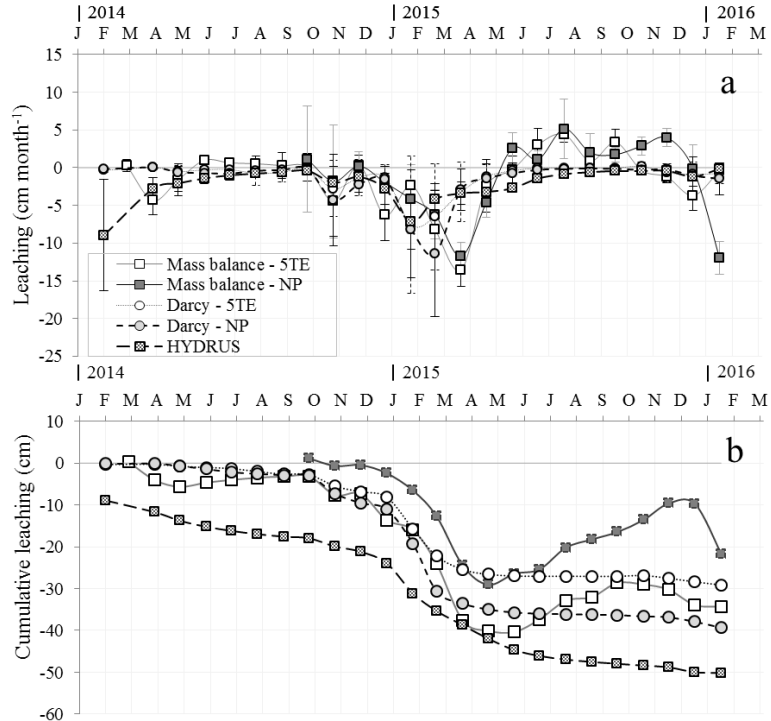 2014 2015 2016
J F M A M J J A S O N D J F M A M J J A S O N D J F M
15
10
5
0
-5
-10
-15
-20
-25
Leaching (cm month-1)
a
Mass balance - 5TE
Mass balance - NP
Darcy - 5TE
Darcy - NP
HYDRUS
2014 2015 2016
J F M A M J J A S O N D J F M A M J J A S O N D J F M
10
0
-10
-20
-30
-40
-50
-60
Cumulative leaching (cm)
b